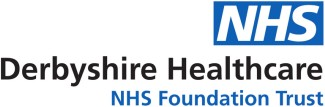 NHS
Derbyshire Healthcare
NHS Foundation Trust